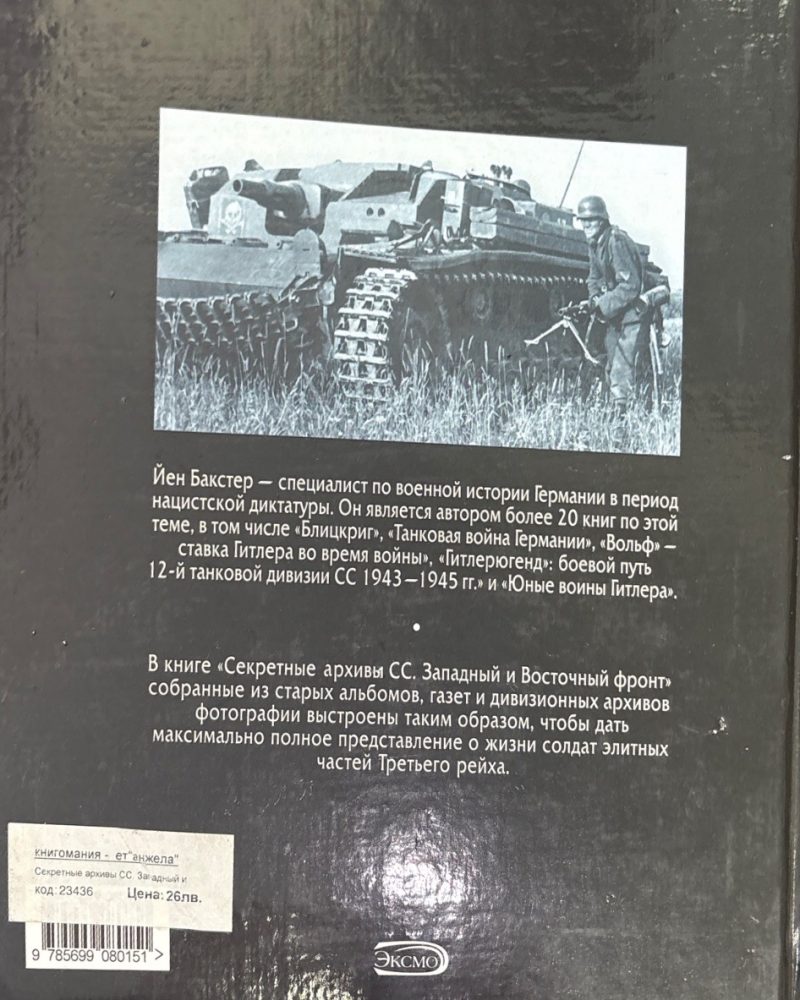 Йен Бакстер — специалист по военной истории Германии в период
нацистской диктатуры. Он является автором более 20 книг по этой
теме, в том числе «Блицкриг», «Танковая война Германии», «Вольф» —
ставка Гитлера во время войны», «Гитлерюгенд»: боевой путь
12-й танковой дивизии СС 1943—1945 гг.» и «Юные воины Гитлера».
•
В книге «Секретные архивы СС. Западный и Восточный фронт»
собранные из старых альбомов, газет и дивизионных архивов
фотографии выстроены таким образом, чтобы дать
максимально полное представление о жизни солдат элитных
частей Третьего рейха.
книгомания - ет"анжела"
Секретные архивы СС. Западный и
код: 23436 Цена: 26лв.
9 785699 080151 >
ЭКСМО